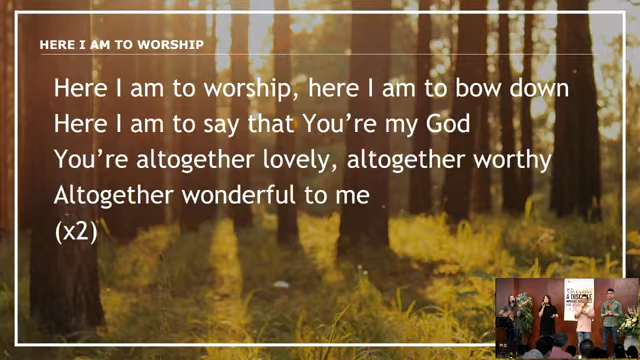 HERE I AM TO WORSHIP
Here I am to worship, here I am to bow down
Here I am to say that You’re my God
You’re altogether lovely, altogether worthy
Altogether wonderful to me
(x2)
A DISCIPLE